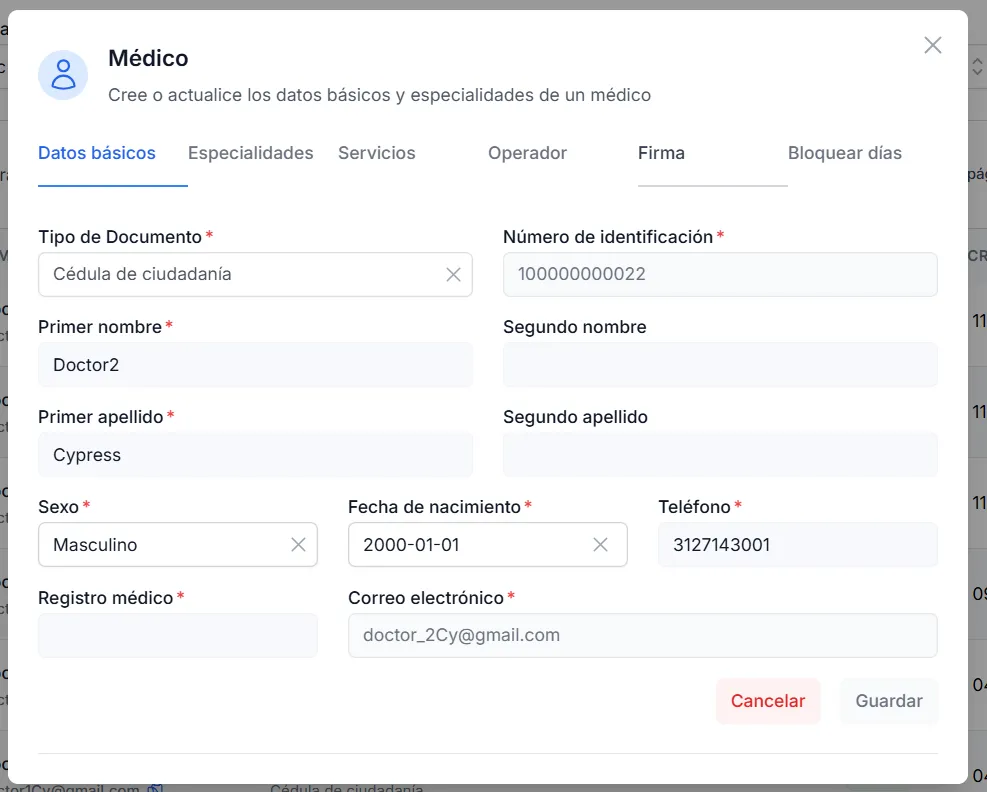 Médico
Cree o actualice los datos básicos y especialidades de un médico
Datos básicos Especialidades Servicios Operador Firma Bloquear días
Tipo de Documento* Número de identificación*
Cédula de ciudadanía 100000000022
Primer nombre* Segundo nombre
Doctor2
Primer apellido* Segundo apellido
Cypress
Sexo* Fecha de nacimiento* Teléfono*
Masculino 2000-01-01 3127143001
Registro médico* Correo electrónico*
doctor_2Cy@gmail.com
Cancelar Guardar